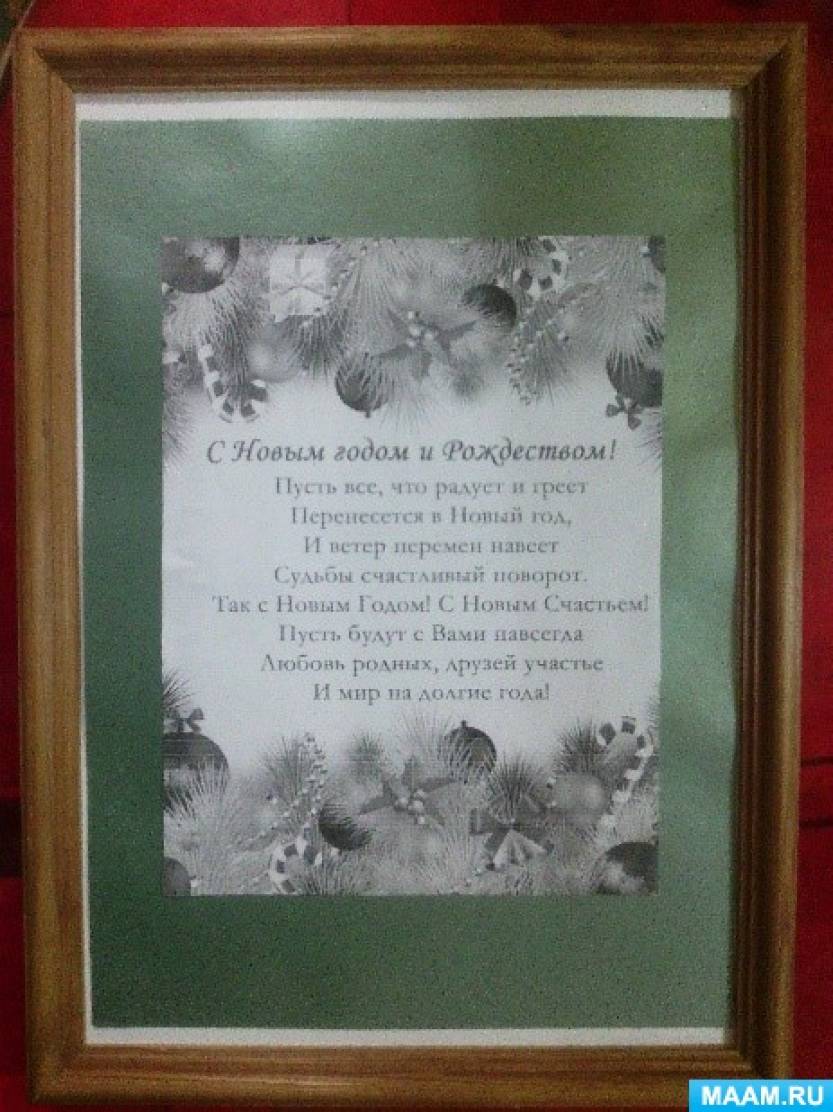 С Новым годом и Рождеством!
Пусть все, что радует и греет
Перенесется в Новый год,
И ветер перемен навеет
Судьбы счастливый поворот.
Так с Новым Годом! С Новым Счастьем!
Пусть будут с Вами навсегда
Любовь родных, друзей участье
И мир на долгие года!
MAAM.RU